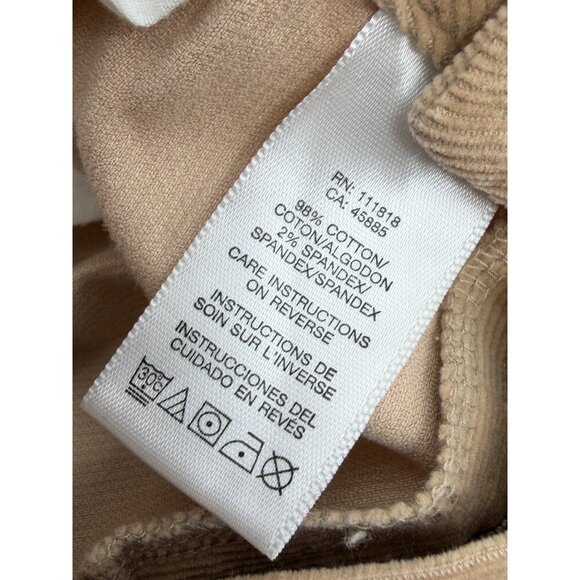 RN: 111818
CA: 45885
98% COTTON/
COTON/ALGODON
2% SPANDEX/
SPANDEX/SPANDEX
CARE INSTRUCTIONS
ON REVERSE
INSTRUCTIONS DE
SOIN SUR L'INVERSE
INSTRUCCIONES DEL
CUIDADO EN REVÉS
30°C